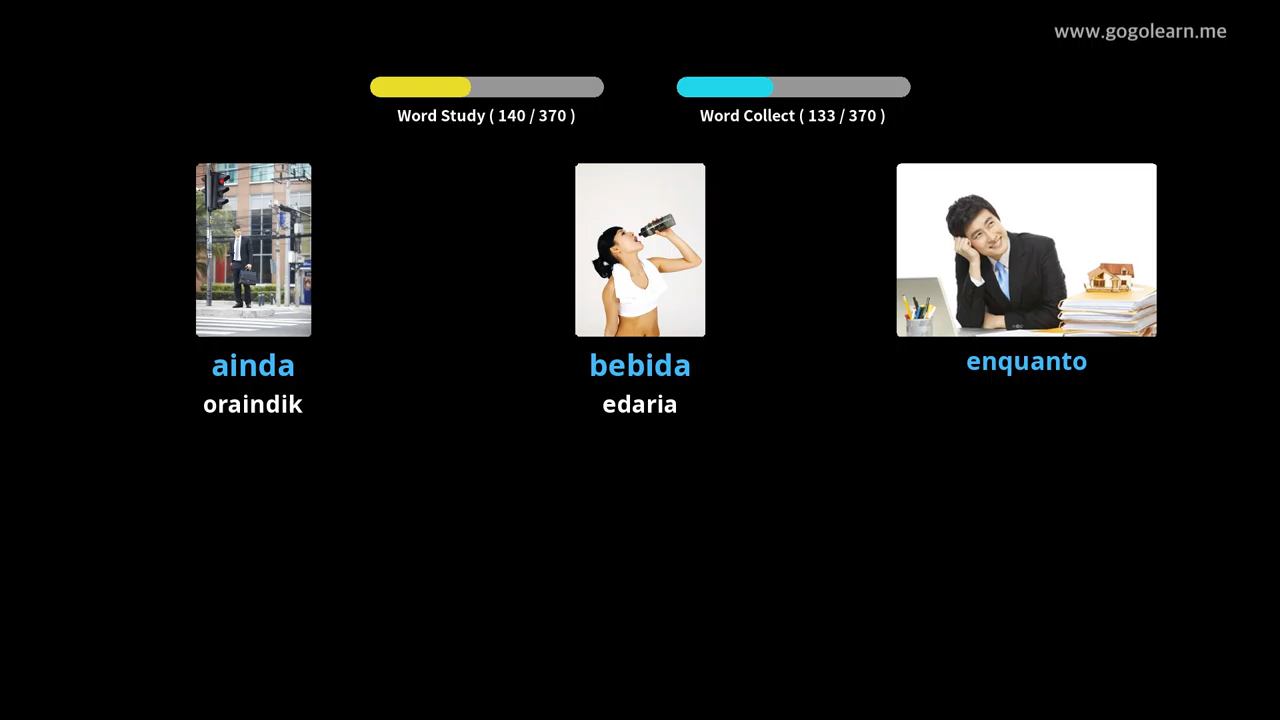 www.gogolearn.me
Word Study ( 140 / 370 )
Word Collect ( 133 / 370 )
ainda
oraindik
bebida
edaria
enquanto